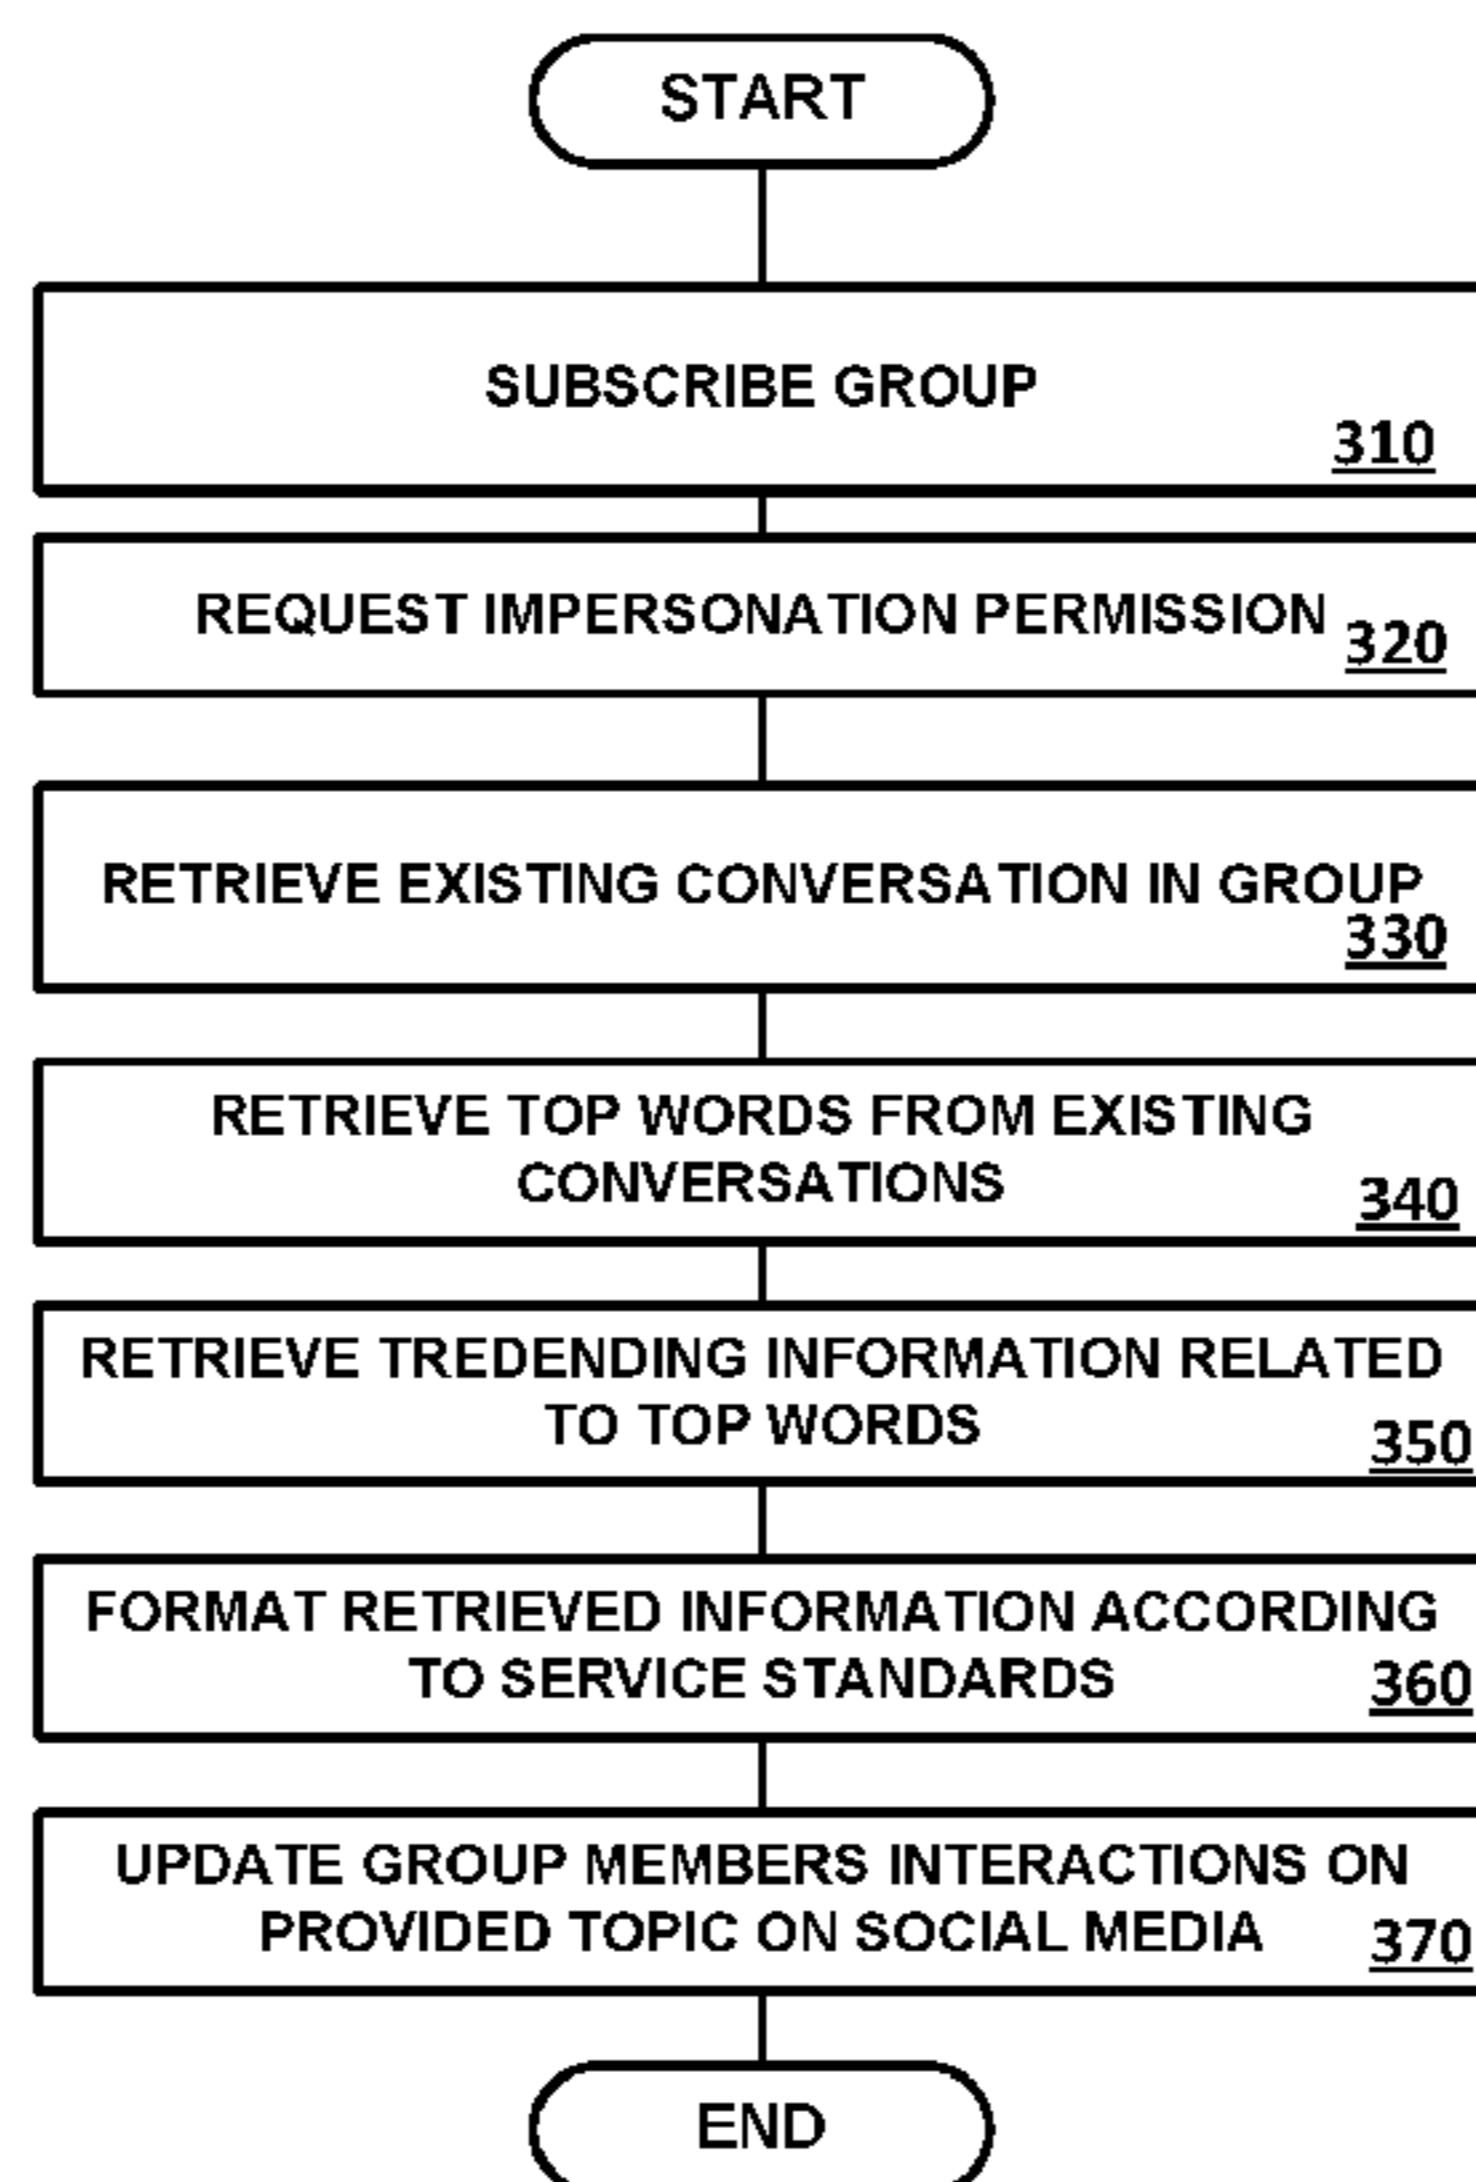 START
SUBSCRIBE GROUP
310
REQUEST IMPERSONATION PERMISSION
320
RETRIEVE EXISTING CONVERSATION IN GROUP
330
RETRIEVE TOP WORDS FROM EXISTING
CONVERSATIONS
340
RETRIEVE TREDENDING INFORMATION RELATED
TO TOP WORDS
350
FORMAT RETRIEVED INFORMATION ACCORDING
TO SERVICE STANDARDS
360
UPDATE GROUP MEMBERS INTERACTIONS ON
PROVIDED TOPIC ON SOCIAL MEDIA
370
END